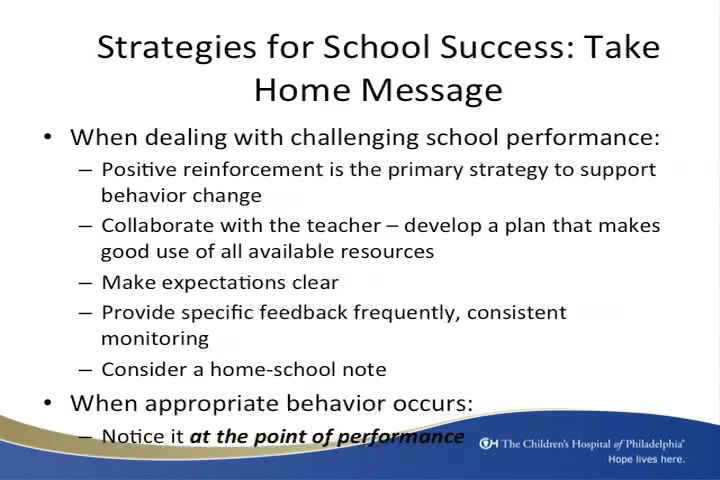 Strategies for School Success: Take
Home Message
• When dealing with challenging school performance:
– Positive reinforcement is the primary strategy to support
behavior change
– Collaborate with the teacher – develop a plan that makes
good use of all available resources
– Make expectations clear
– Provide specific feedback frequently, consistent
monitoring
– Consider a home-school note
• When appropriate behavior occurs:
– Notice it at the point of performance
CH The Children's Hospital of Philadelphia®
Hope lives here.